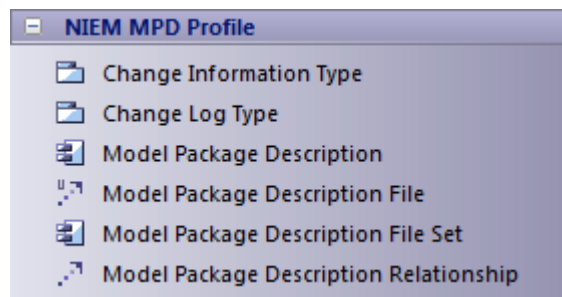 NIEM MPD Profile
Change Information Type
Change Log Type
Model Package Description
Model Package Description File
Model Package Description File Set
Model Package Description Relationship